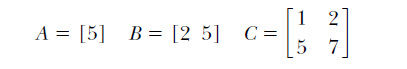 A = [5] B = [2 5] C = [1 2
5 7]